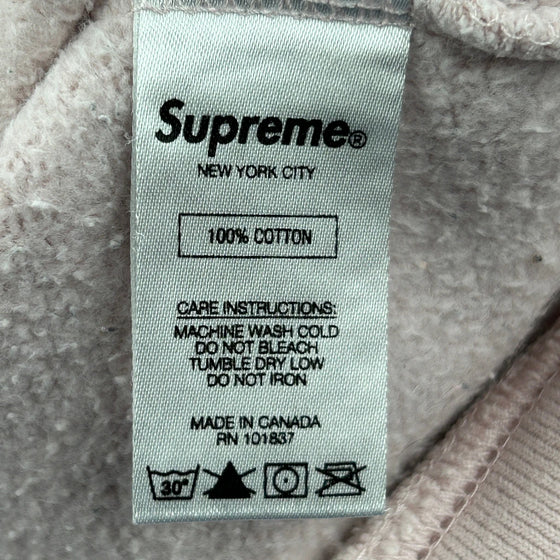 Supreme®
NEW YORK CITY
100% COTTON
CARE INSTRUCTIONS:
MACHINE WASH COLD
DO NOT BLEACH
TUMBLE DRY LOW
DO NOT IRON
MADE IN CANADA
RN 101837
30°